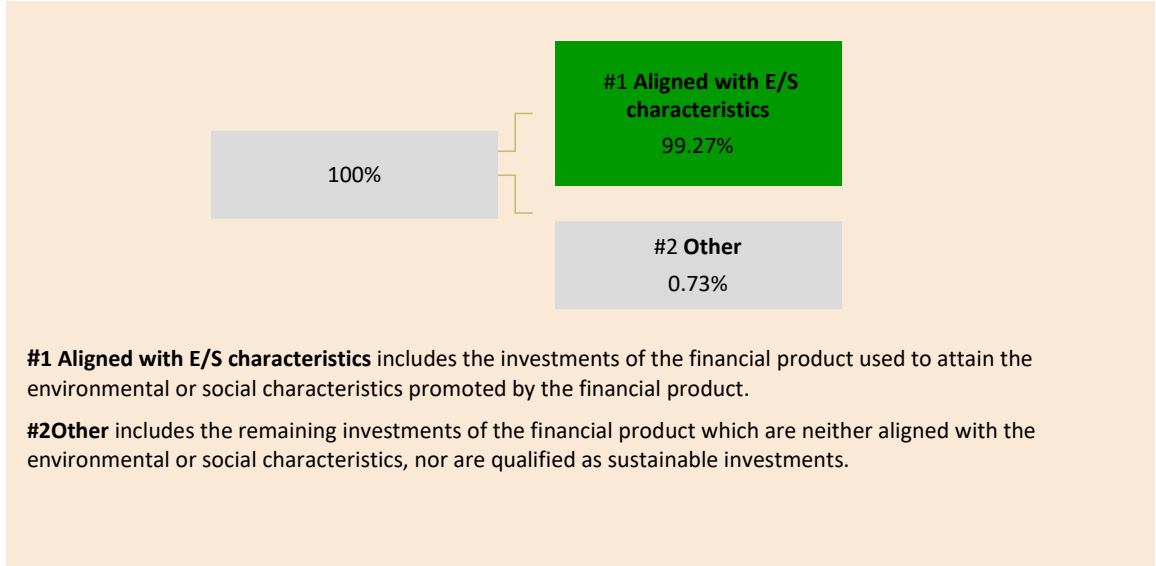 #1 Aligned with E/S
characteristics
99.27%
100%
#2 Other
0.73%
#1 Aligned with E/S characteristics includes the investments of the financial product used to attain the
environmental or social characteristics promoted by the financial product.
#2Other includes the remaining investments of the financial product which are neither aligned with the
environmental or social characteristics, nor are qualified as sustainable investments.